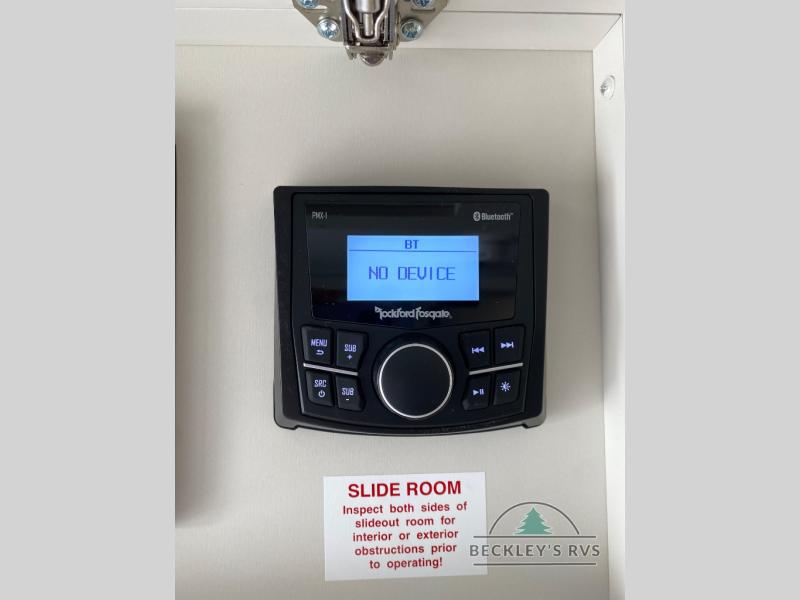 PMX-1
Bluetooth™
BT
NO DEVICE
Rockford Fosgate
MENU
SUB
+
SRC
SUB
-
SLIDE ROOM
Inspect both sides of
slideout room for
interior or exterior
obstructions prior
to operating!
BECKLEY'S RVS